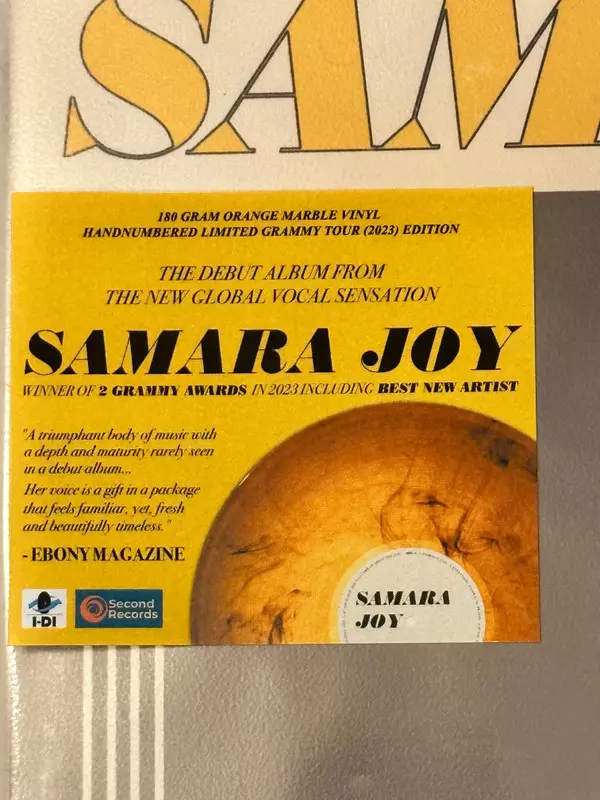 SAM
180 GRAM ORANGE MARBLE VINYL
HANDNUMBERED LIMITED GRAMMY TOUR (2023) EDITION
THE DEBUT ALBUM FROM
THE NEW GLOBAL VOCAL SENSATION
SAMARA JOY
WINNER OF 2 GRAMMY AWARDS IN 2023 INCLUDING BEST NEW ARTIST
"A triumphant body of music with
a depth and maturity rarely seen
in a debut album...
Her voice is a gift in a package
that feels familiar, yet, fresh
and beautifully timeless."
- EBONY MAGAZINE
I-DI
Second
Records
SAMARA
JOY